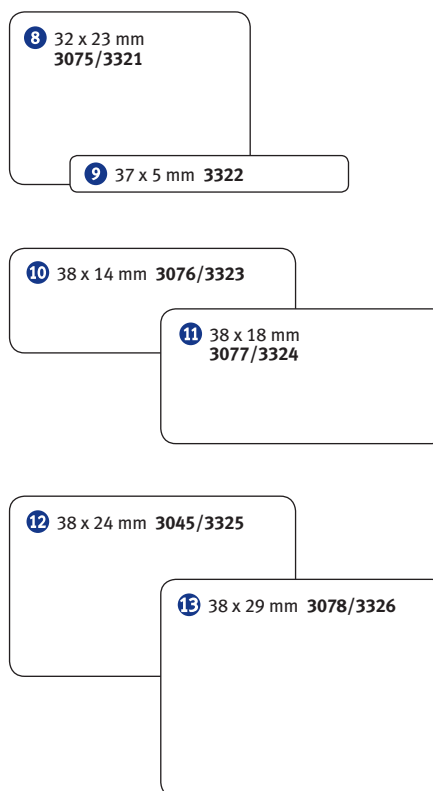 8 32 x 23 mm
3075/3321
9 37 x 5 mm 3322
10 38 x 14 mm 3076/3323
11 38 x 18 mm
3077/3324
12 38 x 24 mm 3045/3325
13 38 x 29 mm 3078/3326